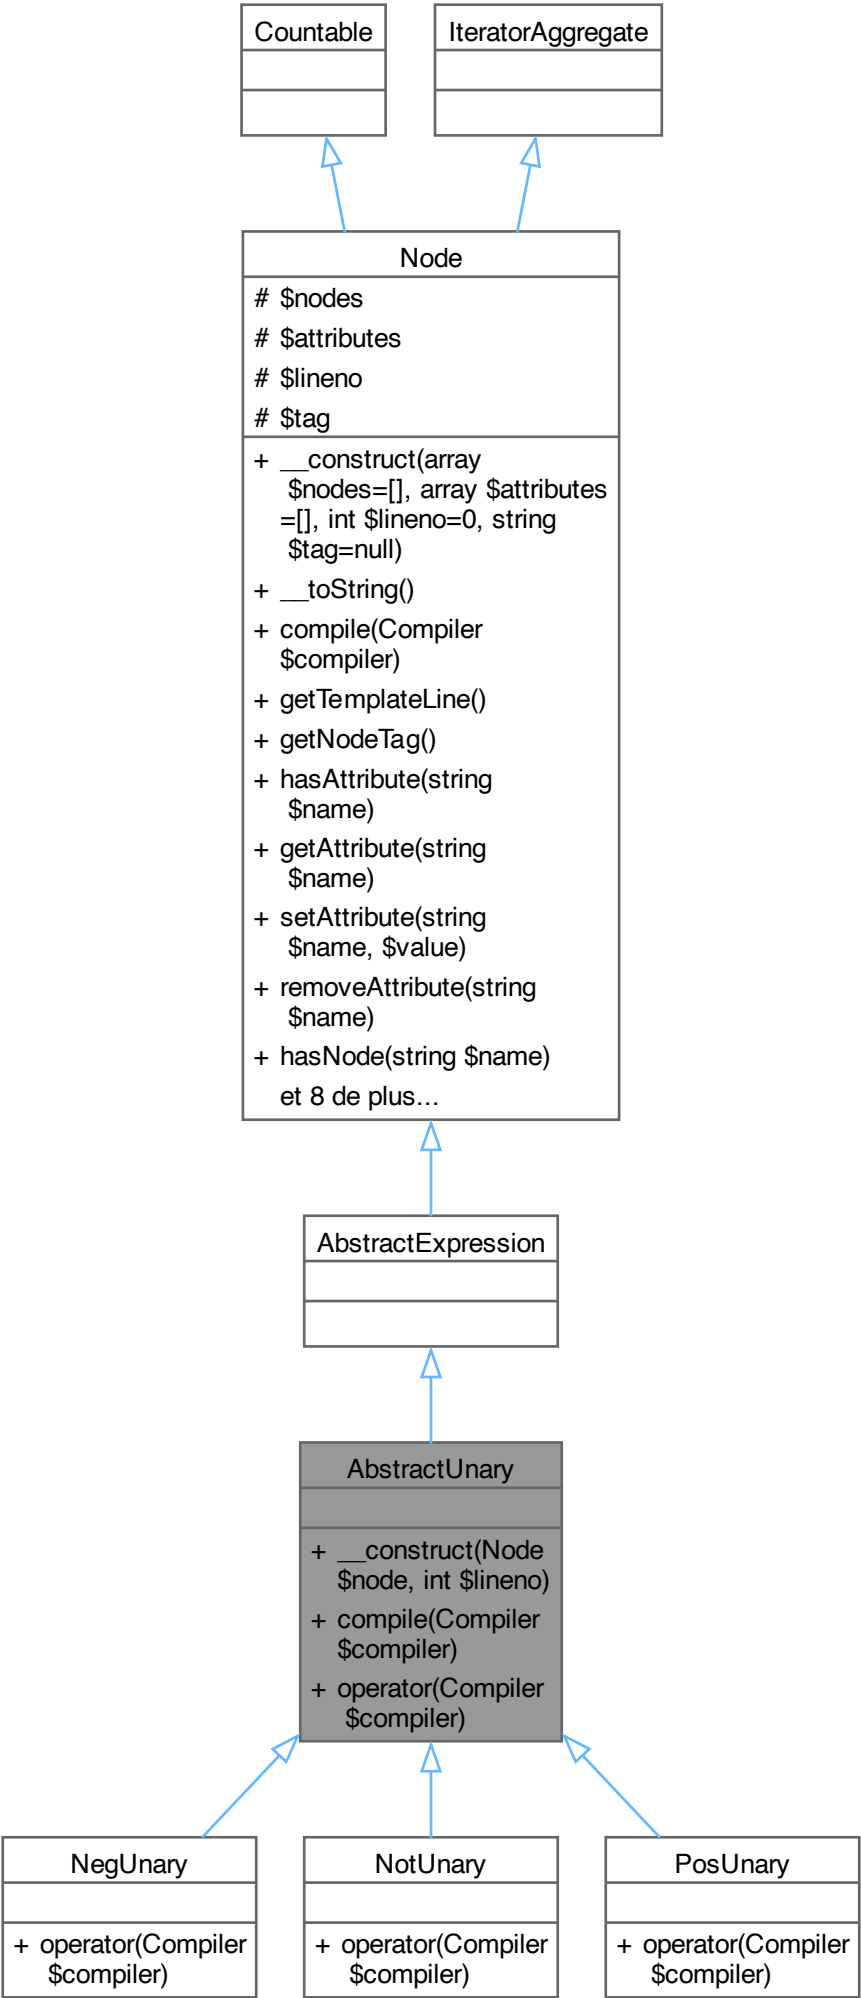 Countable
IteratorAggregate
Node
# $nodes
# $attributes
# $lineno
# $tag
+ __construct(array
$nodes=[], array $attributes
=[], int $lineno=0, string
$tag=null)
+ __toString()
+ compile(Compiler
$compiler)
+ getTemplateLine()
+ getNodeTag()
+ hasAttribute(string
$name)
+ getAttribute(string
$name)
+ setAttribute(string
$name, $value)
+ removeAttribute(string
$name)
+ hasNode(string $name)
et 8 de plus...
AbstractExpression
AbstractUnary
+ __construct(Node
$node, int $lineno)
+ compile(Compiler
$compiler)
+ operator(Compiler
$compiler)
NegUnary
+ operator(Compiler
$compiler)
NotUnary
+ operator(Compiler
$compiler)
PosUnary
+ operator(Compiler
$compiler)